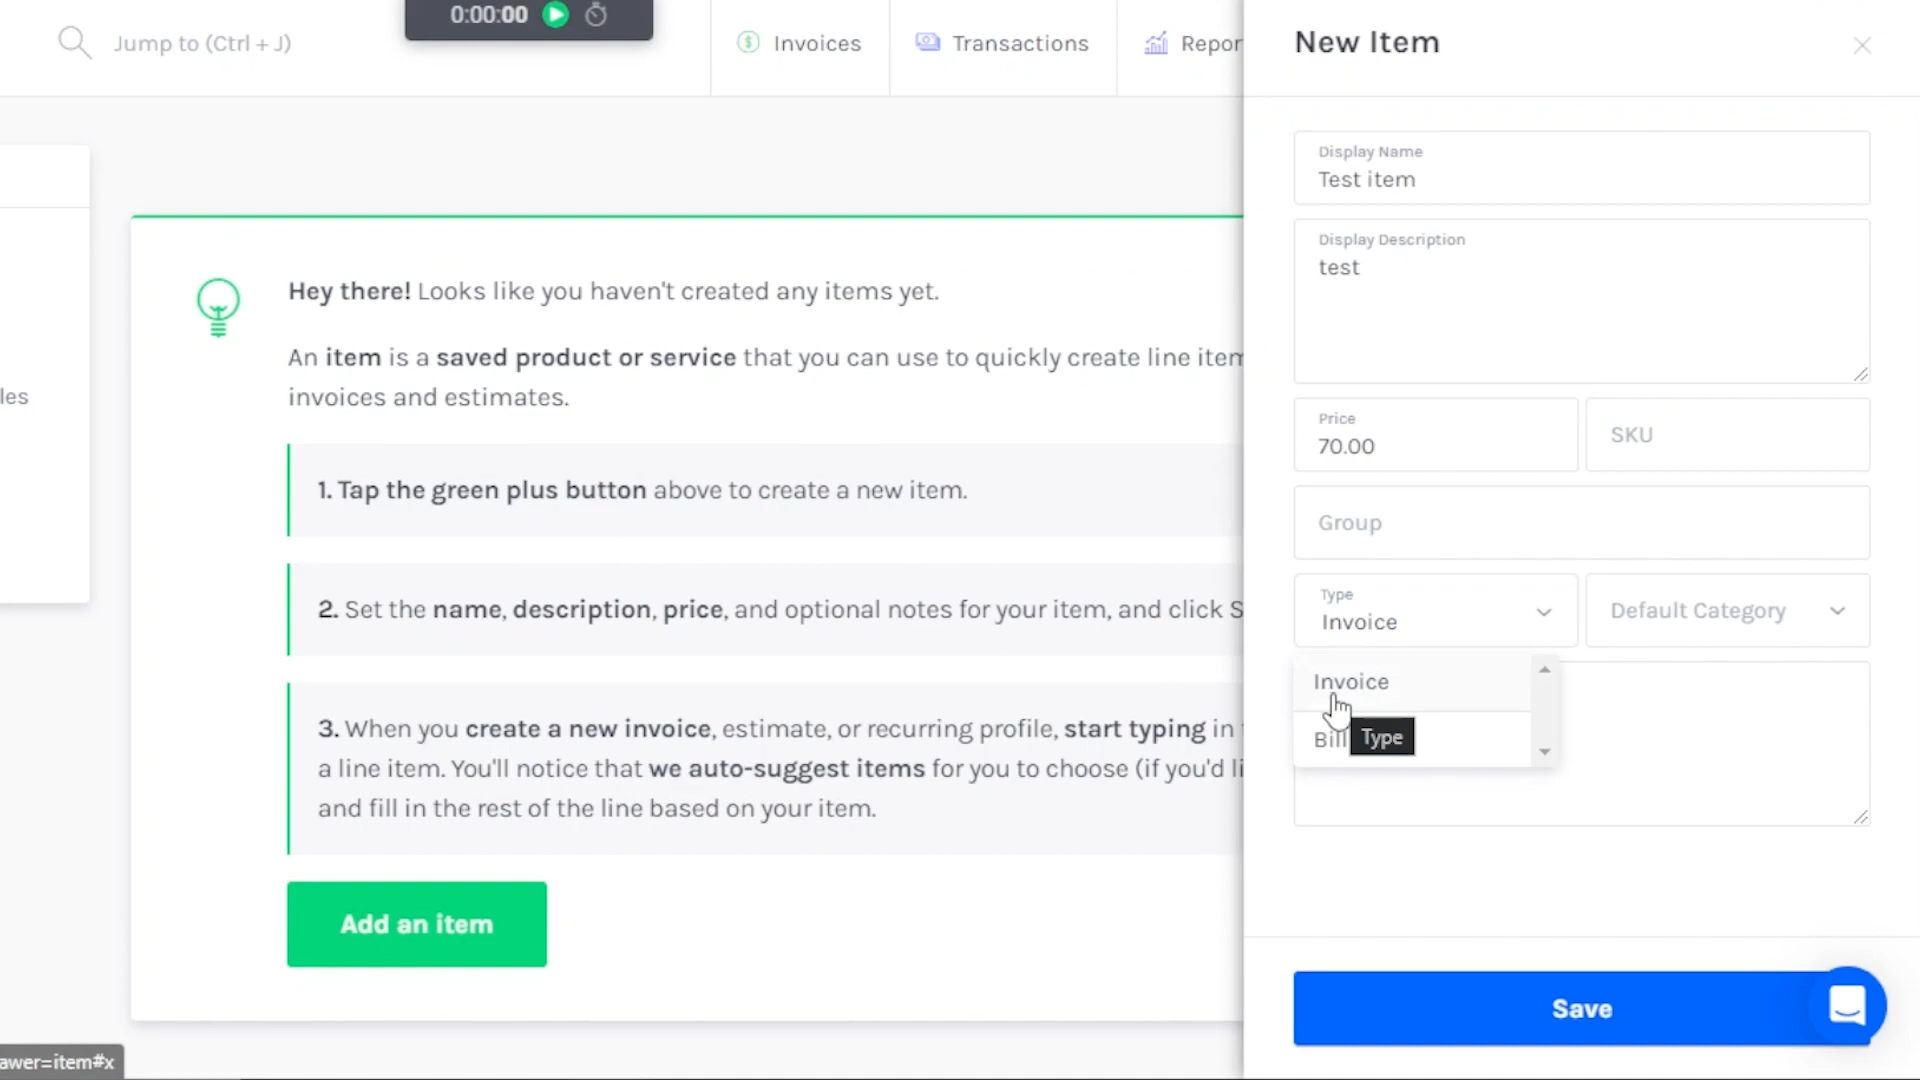 Jump to (Ctrl + J)
0:00:00
Invoices
Transactions
Repor
New Item
les
Hey there! Looks like you haven't created any items yet.
An item is a saved product or service that you can use to quickly create line item
invoices and estimates.
1. Tap the green plus button above to create a new item.
2. Set the name, description, price, and optional notes for your item, and click S
3. When you create a new invoice, estimate, or recurring profile, start typing in
a line item. You'll notice that we auto-suggest items for you to choose (if you'd li
and fill in the rest of the line based on your item.
Add an item
Display Name
Test item
Display Description
test
Price
70.00
SKU
Group
Type
Invoice
Default Category
Invoice
Bill
Type
Save
awer=item#x